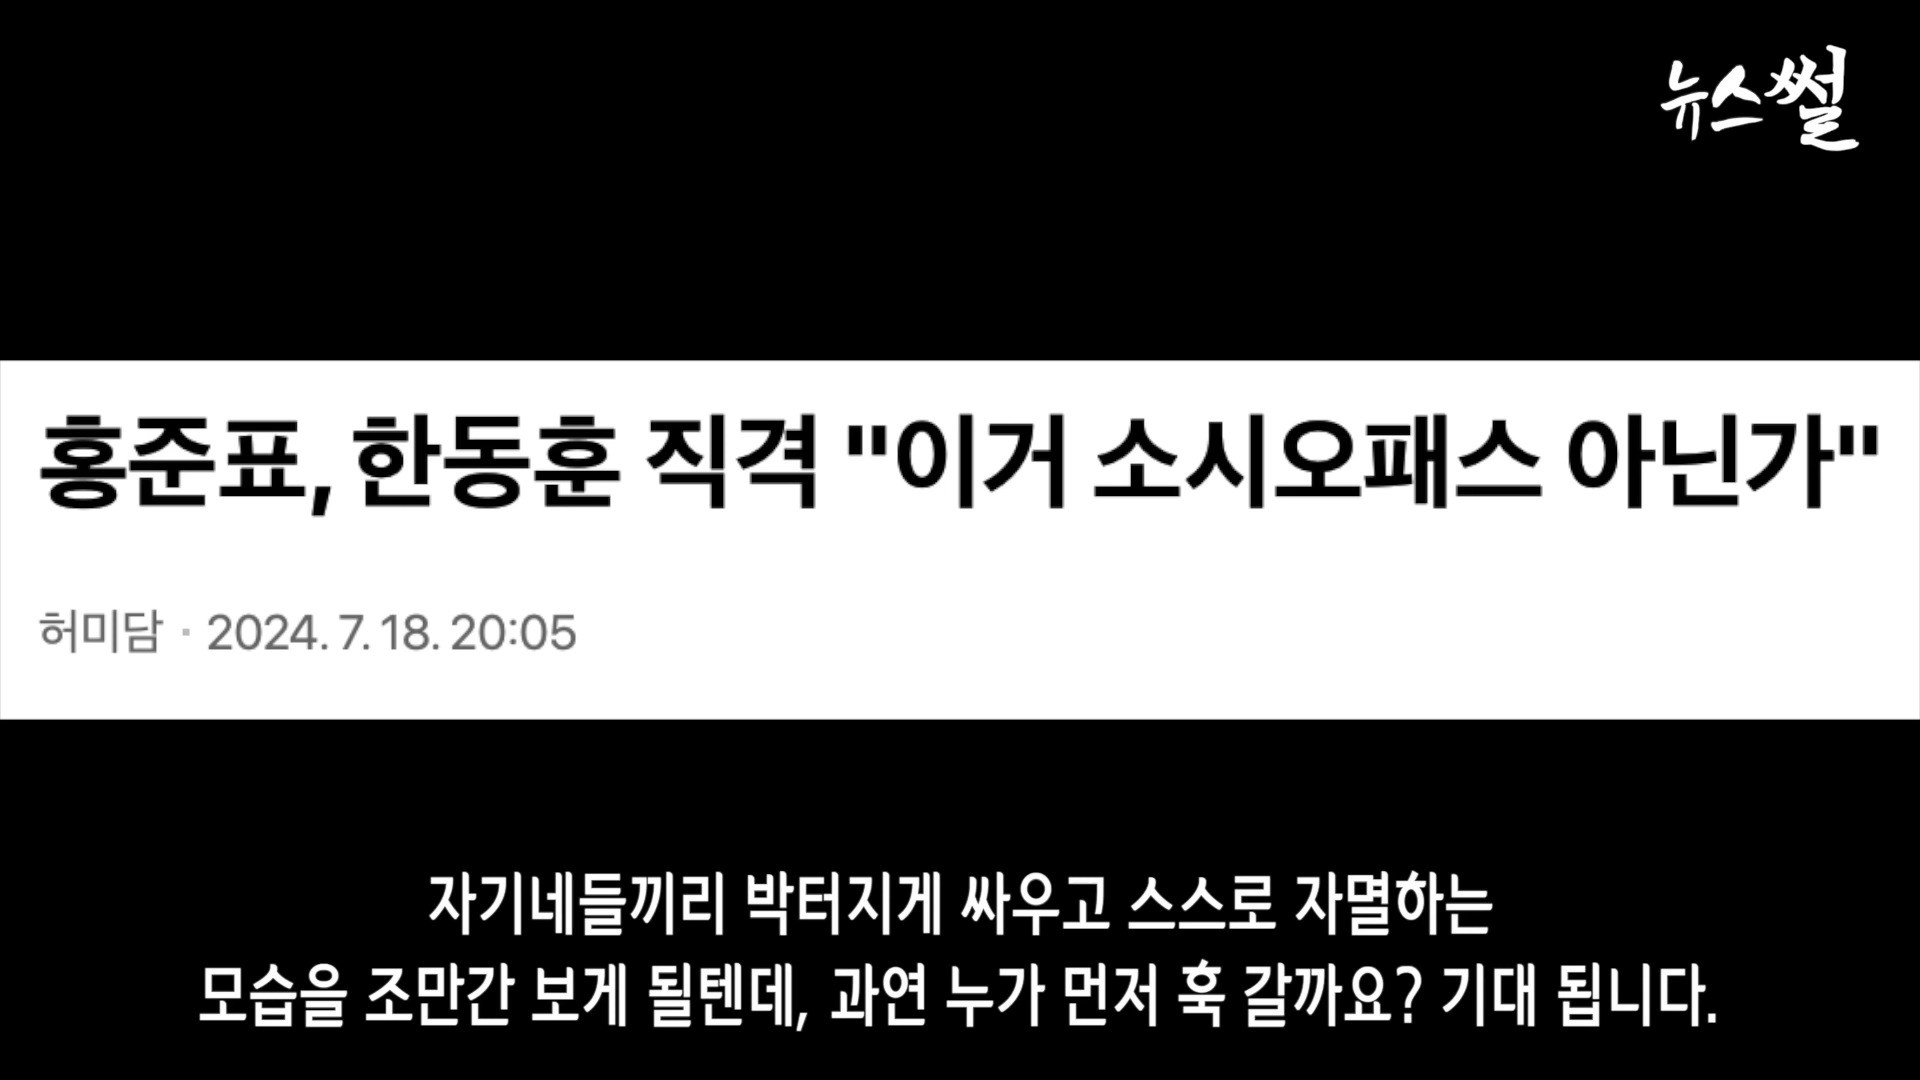 뉴스썰
홍준표, 한동훈 직격 "이거 소시오패스 아닌가"
허미담 · 2024. 7. 18. 20:05
자기네들끼리 박터지게 싸우고 스스로 자멸하는
모습을 조만간 보게 될텐데, 과연 누가 먼저 훅 갈까요? 기대 됩니다.